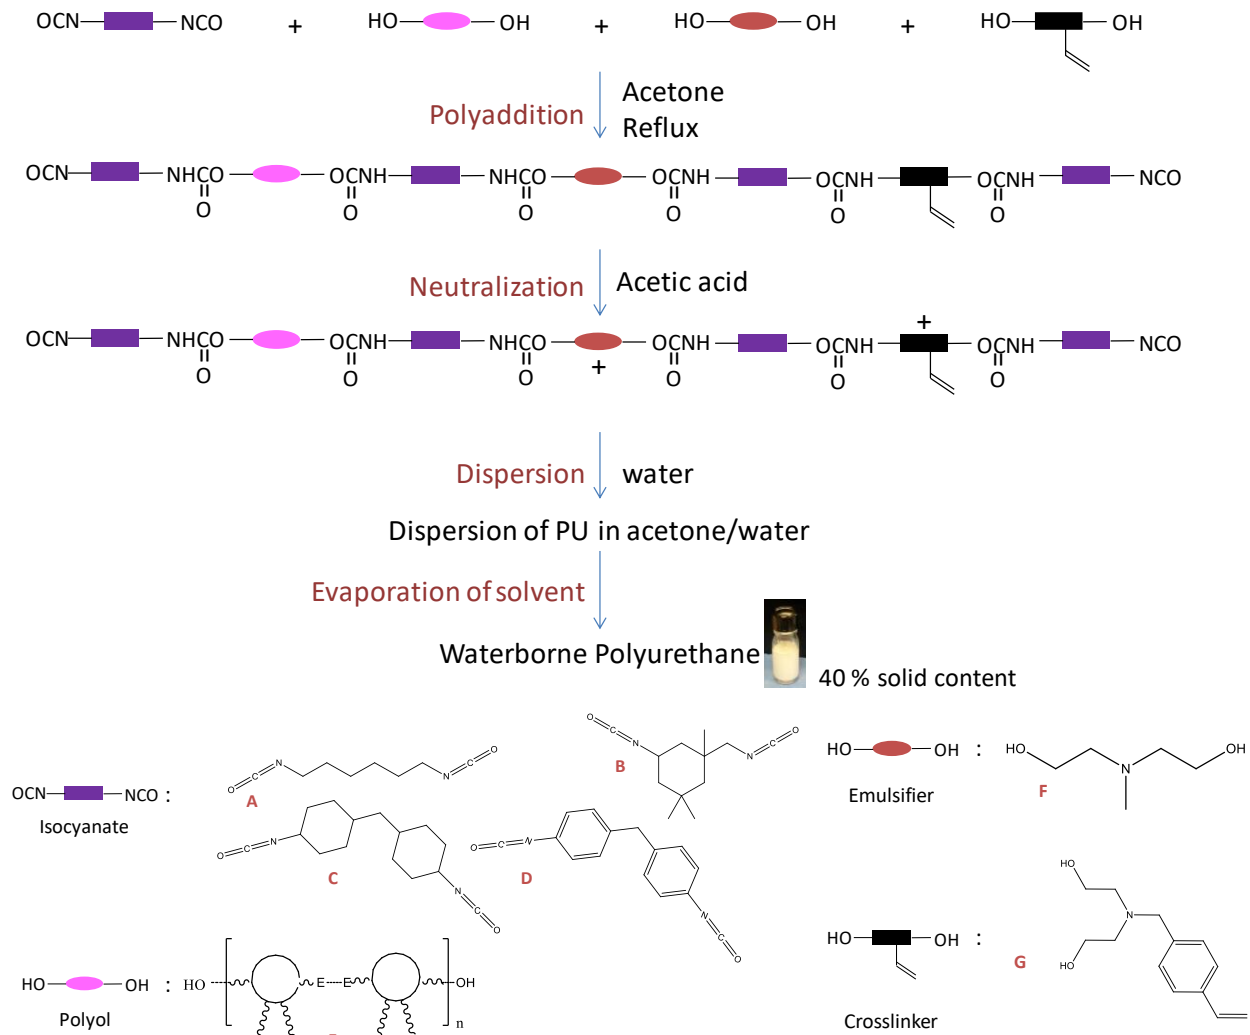 OCN NCO + HO OH + HO OH + HO OH
Polyaddition
Acetone
Reflux
OCN NHCO OCNH NHCO OCNH OCNH OCNH NCO
O O O O O O
Neutralization
Acetic acid
+
OCN NHCO OCNH NHCO OCNH OCNH OCNH NCO
+
O O O O O O
Dispersion
water
Dispersion of PU in acetone/water
Evaporation of solvent
Waterborne Polyurethane
40 % solid content
OCN NCO :
Isocyanate
O C N N C O
A
O C N N C O
B
O C N N C O
C
O C N N C O
D
HO OH :
Emulsifier
HO N OH
F
HO OH :
Polyol
HO E E OH
n
HO OH :
Crosslinker
HO N HO
G